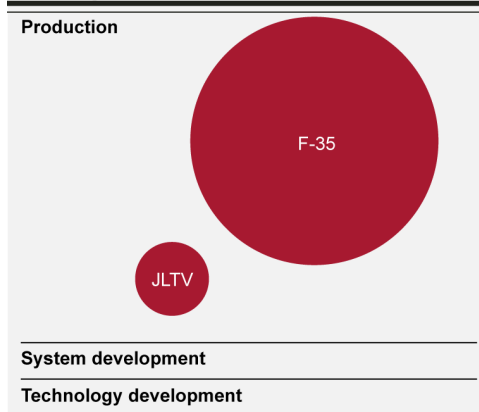 Production
F-35
JLTV
System development
Technology development